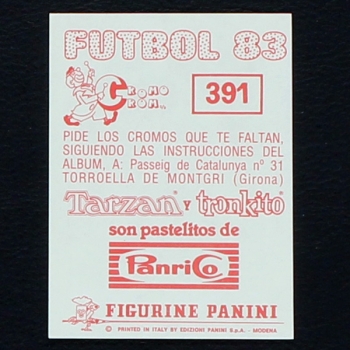 FUTBOL 83
CROMO CROM
391
PIDE LOS CROMOS QUE TE FALTAN,
SIGUIENDO LAS INSTRUCCIONES DEL
ALBUM, A: Passeig de Catalunya nº 31
TORROELLA DE MONTGRI (Girona)
Tarzan Y tronkito
son pastelitos de
PanriCo
FIGURINE PANINI
© PRINTED IN ITALY BY EDIZIONI PANINI S.p.A. - MODENA